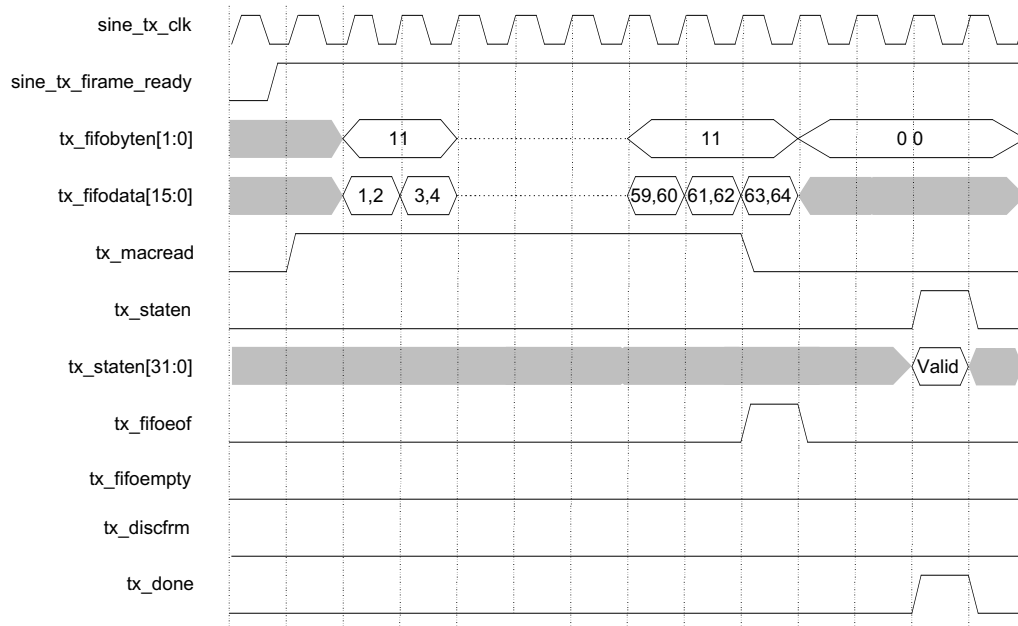 sine_tx_clk
sine_tx_firame_ready
tx_fifobyten[1:0] 11 11 0 0
tx_fifodata[15:0] 1,2 3,4 59,60 61,62 63,64
tx_macread
tx_staten
tx_staten[31:0] Valid
tx_fifoeof
tx_fifoempty
tx_discfrm
tx_done